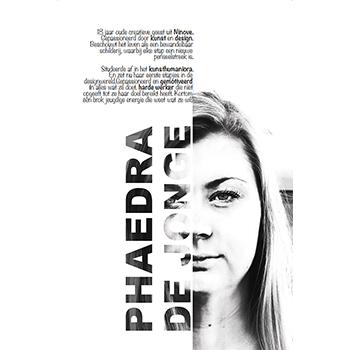 18 jaar oude creatieve geest uit Ninove.
Gepassioneerd door kunst en design.
Beschouwt het leven als een bewandelbaar
schilderij, waarbij elke stap een nieuwe
penseelstreek is.
Studeerde af in het kunsthumaniora.
En zet nu haar eerste stapjes in de
designwereld. Gepassioneerd en gemotiveerd
in alles wat ze doet, harde werker die niet
opgeeft tot ze haar doel bereikt heeft. Kortom
één brok jeugdige energie die weet wat ze wil.
PHAEDRA
DE JONGE